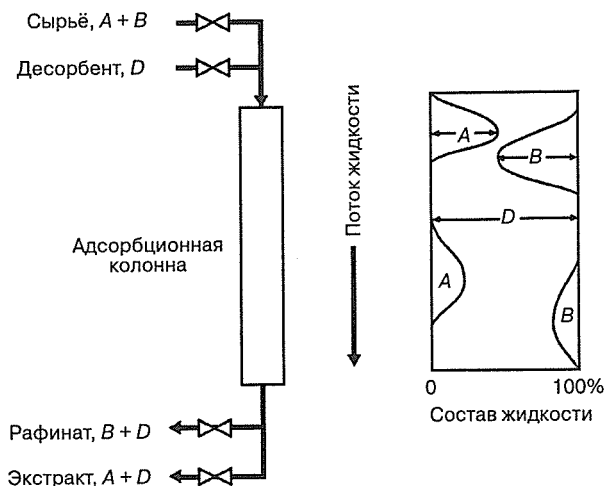 Сырьё, A + B
Десорбент, D
Адсорбционная
колонна
Рафинат, B + D
Экстракт, A + D
Поток жидкости
A
B
D
A
B
0
100%
Состав жидкости